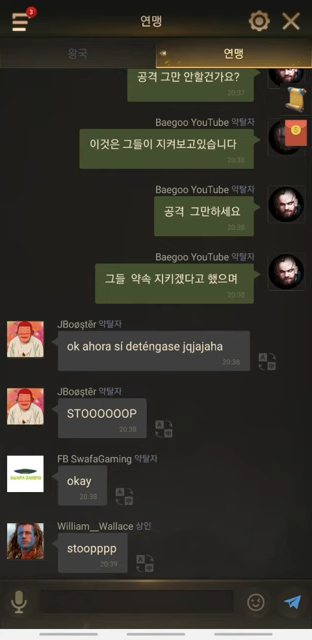 3
연맹
왕국
연맹
공격 그만 안할건가요?
20:37
Baegoo YouTube 약탈자
이것은 그들이 지켜보고있습니다
20:38
Baegoo YouTube 약탈자
공격 그만하세요
20:38
Baegoo YouTube 약탈자
그들 약속 지키겠다고 했으며
20:38
JBoøştêr 약탈자
ok ahora sí deténgase jqjajaha
20:38
JBoøştêr 약탈자
STOOOOOOP
20:38
FB SwafaGaming 약탈자
okay
20:38
William__Wallace 상인
stoopppp
20:39